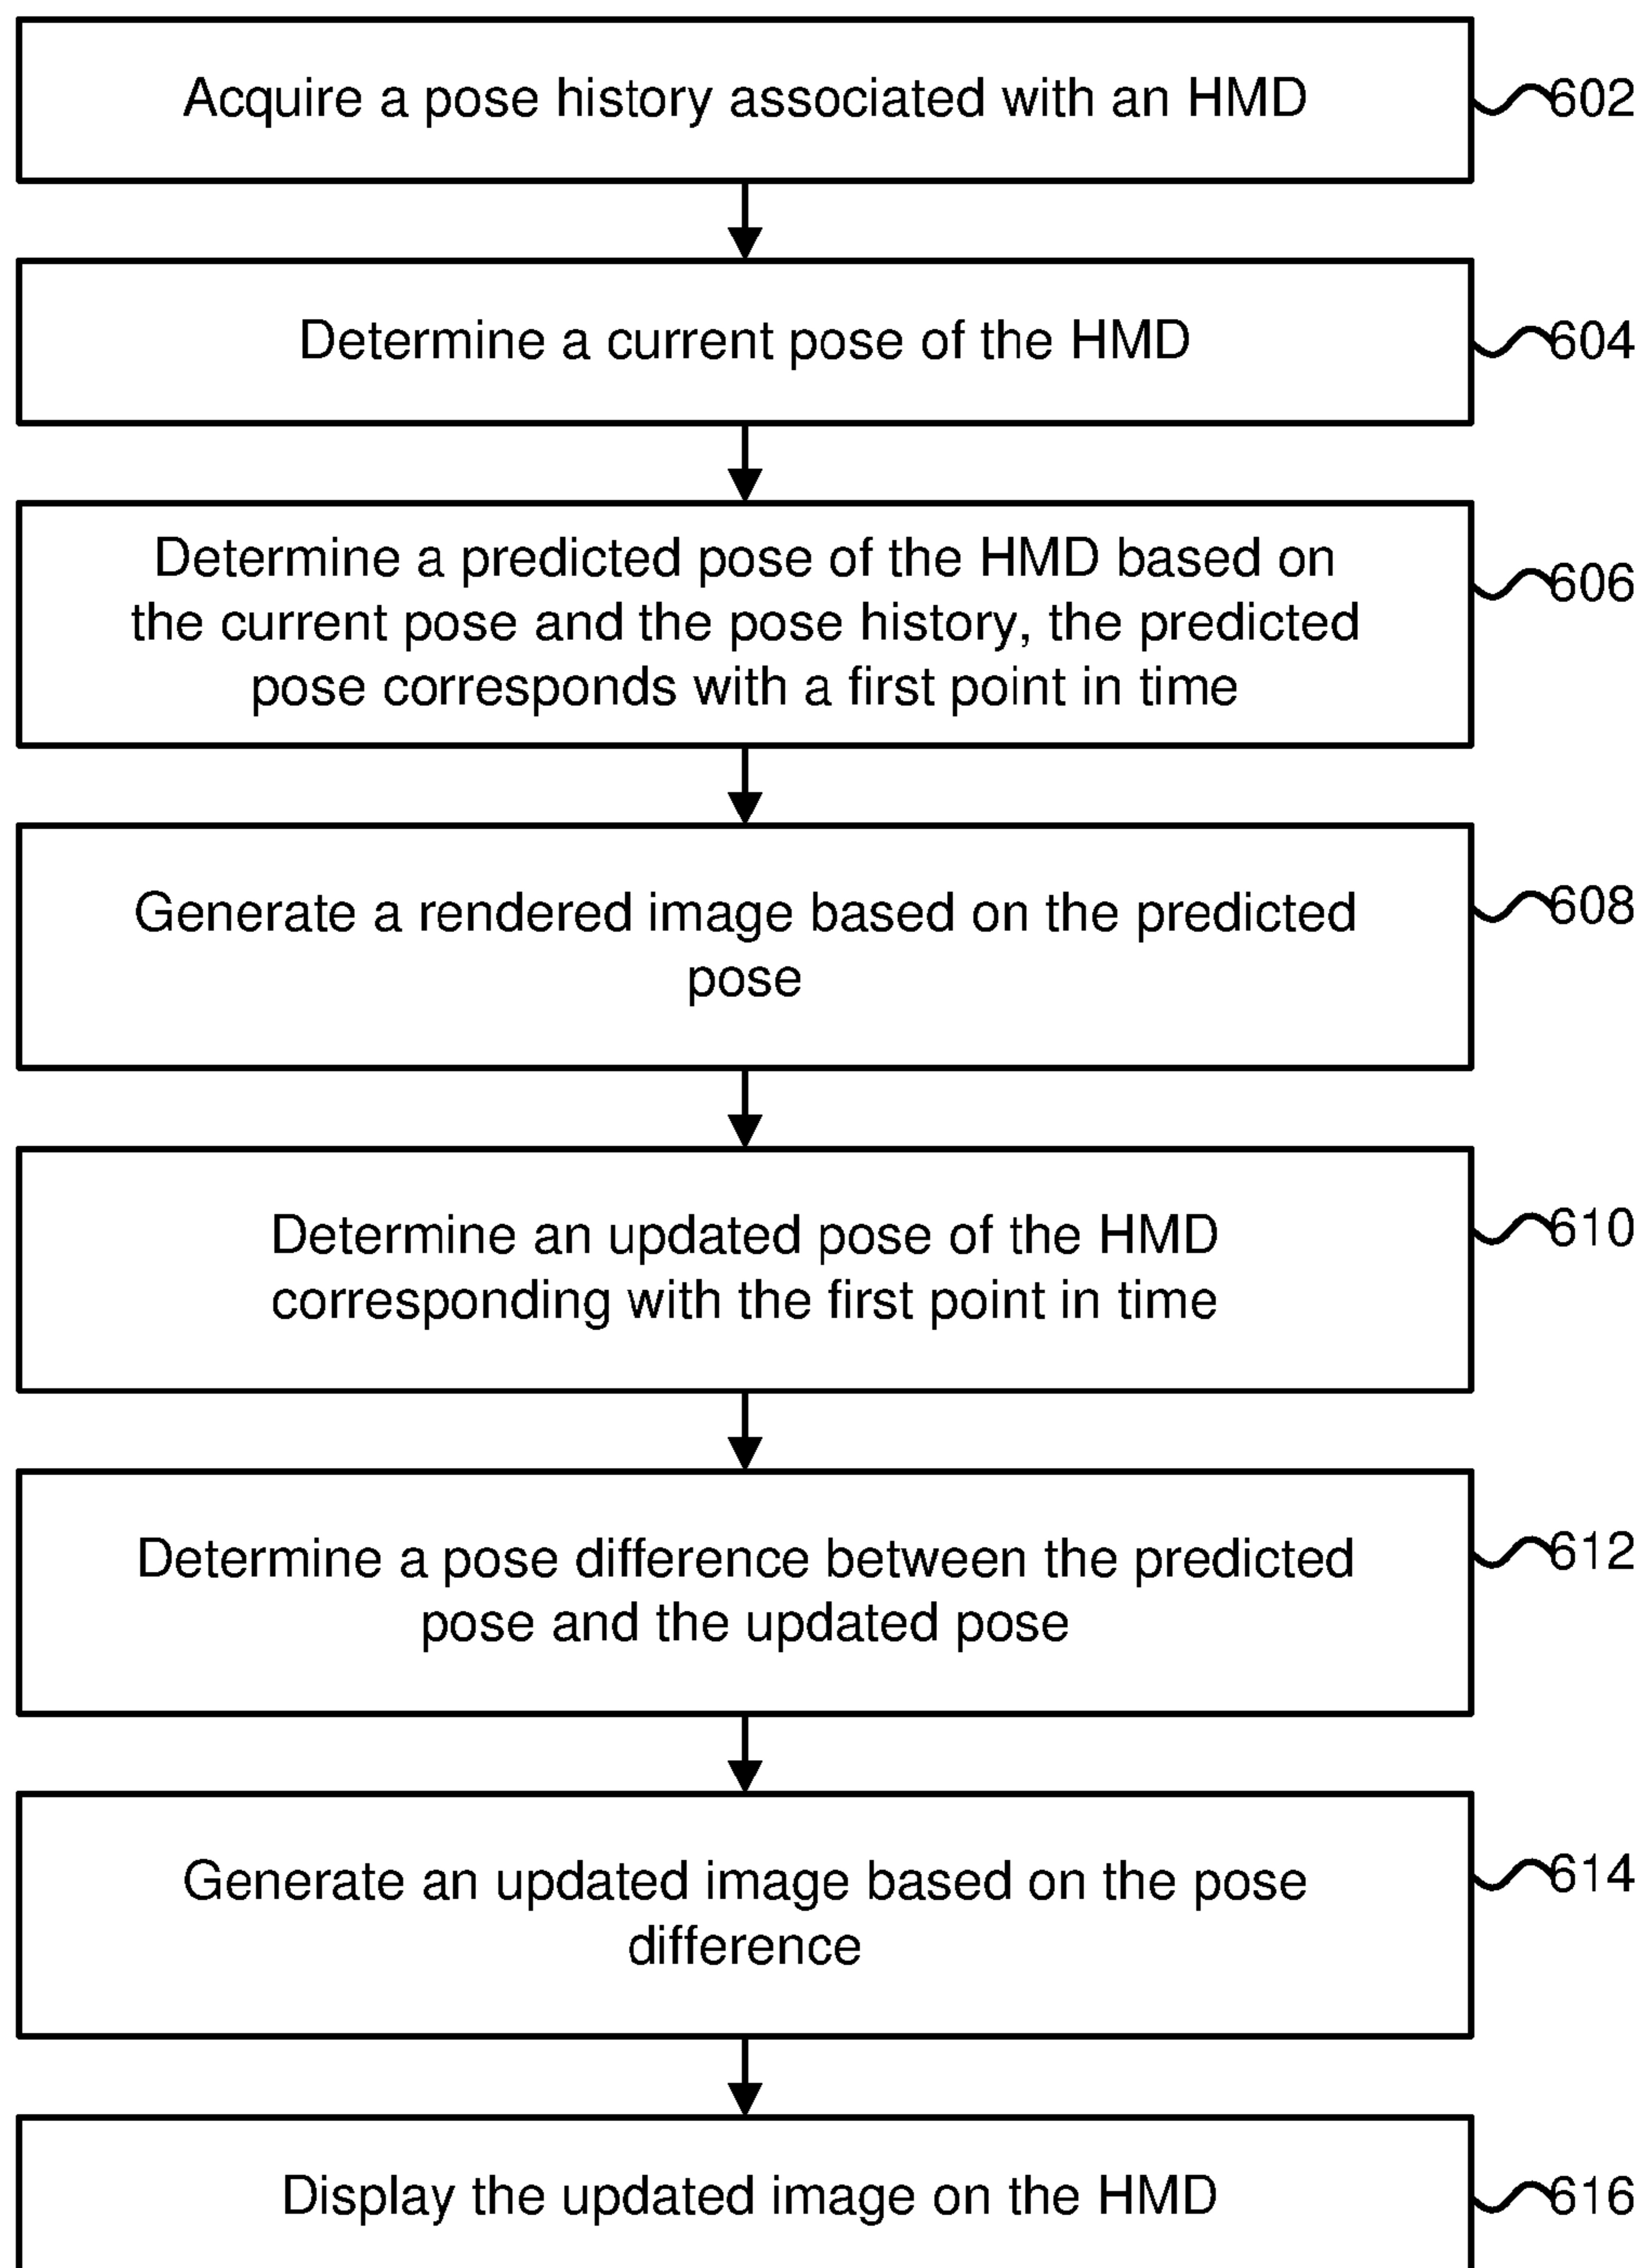 Acquire a pose history associated with an HMD
602
Determine a current pose of the HMD
604
Determine a predicted pose of the HMD based on
the current pose and the pose history, the predicted
pose corresponds with a first point in time
606
Generate a rendered image based on the predicted
pose
608
Determine an updated pose of the HMD
corresponding with the first point in time
610
Determine a pose difference between the predicted
pose and the updated pose
612
Generate an updated image based on the pose
difference
614
Display the updated image on the HMD
616